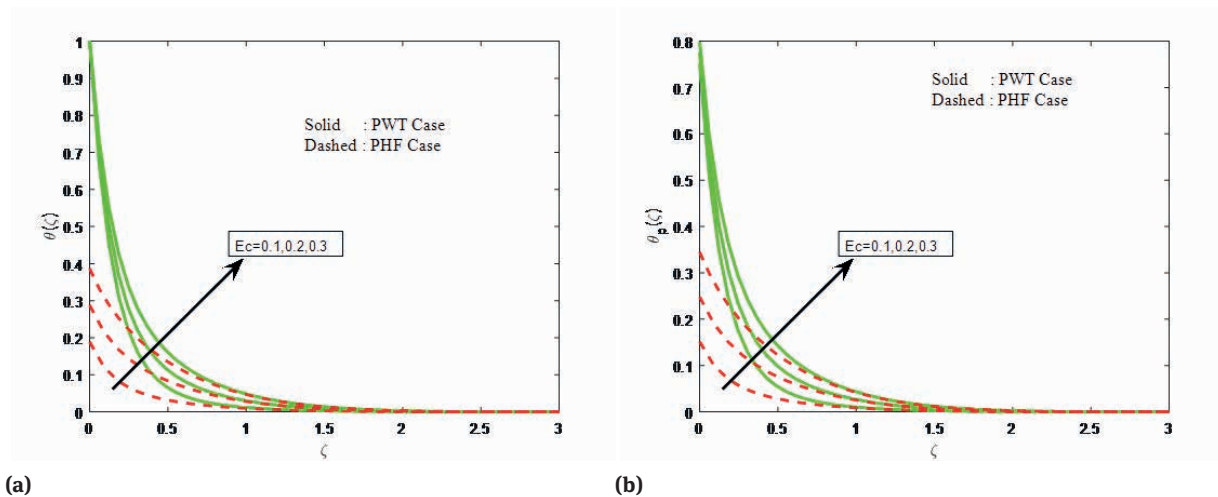 1
0.9
0.8
0.7
0.6
0.5
0.4
0.3
0.2
0.1
0
θ(ζ)
Solid : PWT Case
Dashed : PHF Case
Ec=0.1,0.2,0.3
0 0.5 1 1.5 2 2.5 3
ζ
(a)
0.8
0.7
0.6
0.5
0.4
0.3
0.2
0.1
0
θp(ζ)
Solid : PWT Case
Dashed : PHF Case
Ec=0.1,0.2,0.3
0 0.5 1 1.5 2 2.5 3
ζ
(b)